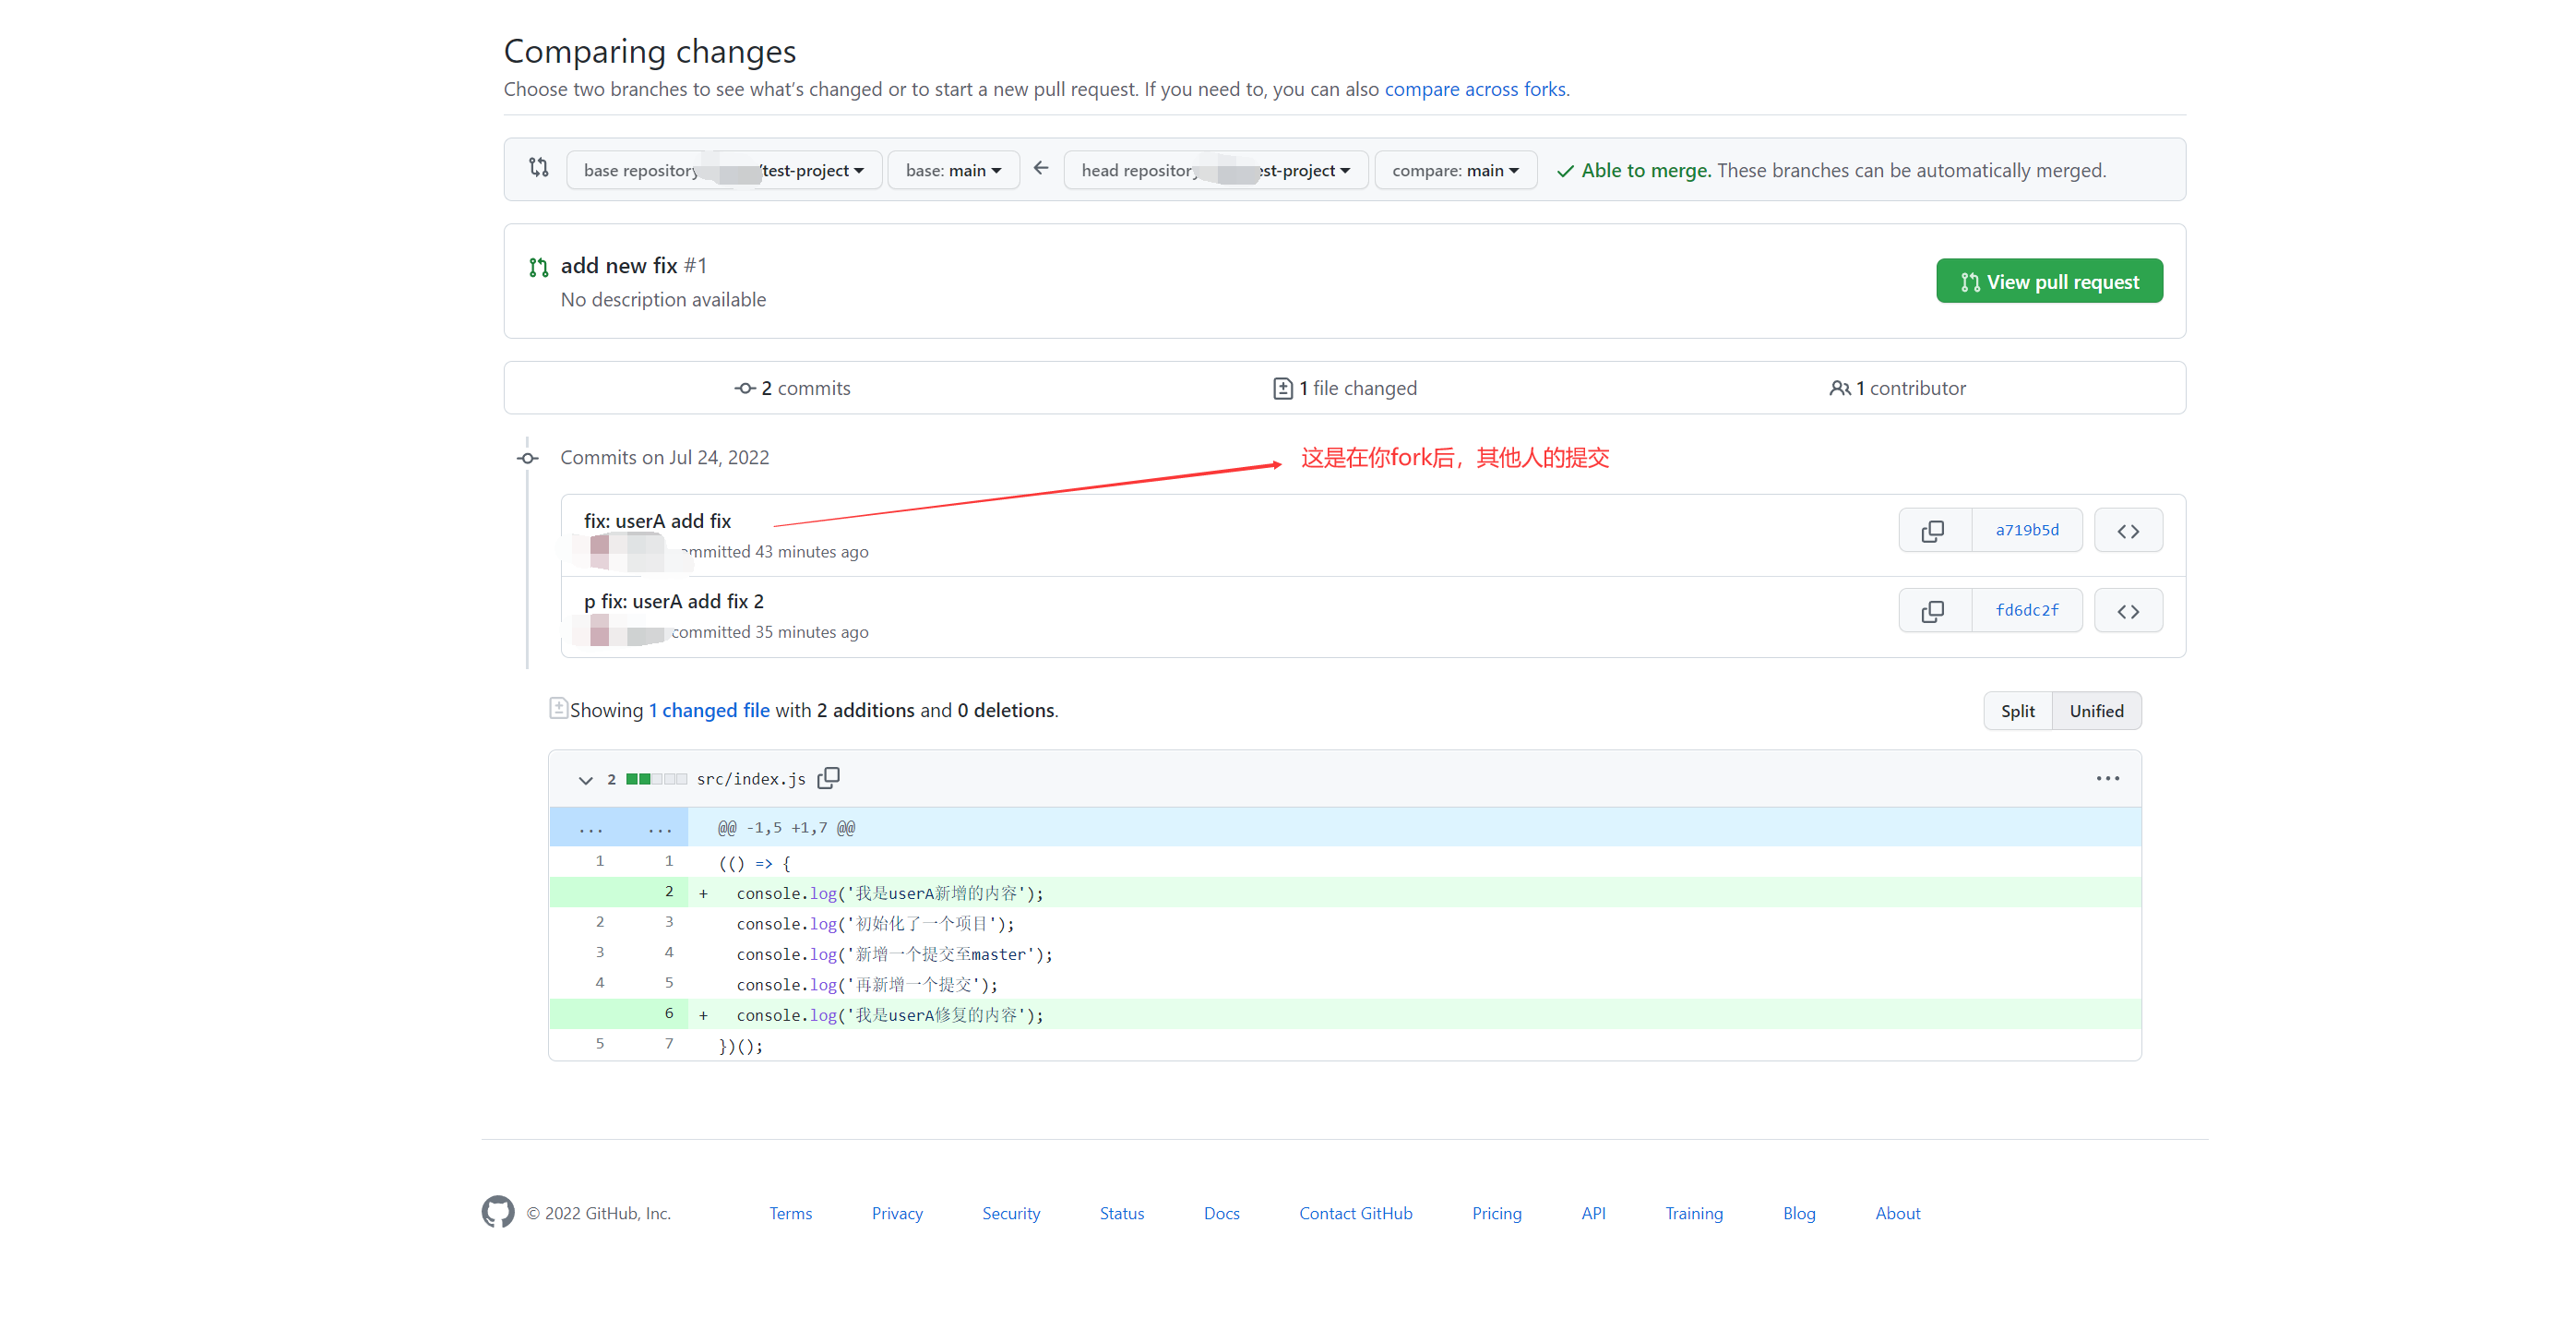 Comparing changes
Choose two branches to see what's changed or to start a new pull request. If you need to, you can also compare across forks.
base repository /test-project base: main ← head repository est-project compare: main ✓ Able to merge. These branches can be automatically merged.
add new fix #1
No description available
View pull request
2 commits 1 file changed 1 contributor
Commits on Jul 24, 2022
这是在你fork后，其他人的提交
fix: userA add fix
ommitted 43 minutes ago
a719b5d
p fix: userA add fix 2
committed 35 minutes ago
fd6dc2f
Showing 1 changed file with 2 additions and 0 deletions.
Split Unified
2 src/index.js
... ... @@ -1,5 +1,7 @@
1 1 (() => {
2 + console.log('我是userA新增的内容');
2 3 console.log('初始化了一个项目');
3 4 console.log('新增一个提交至master');
4 5 console.log('再新增一个提交');
6 + console.log('我是userA修复的内容');
5 7 })();
© 2022 GitHub, Inc. Terms Privacy Security Status Docs Contact GitHub Pricing API Training Blog About